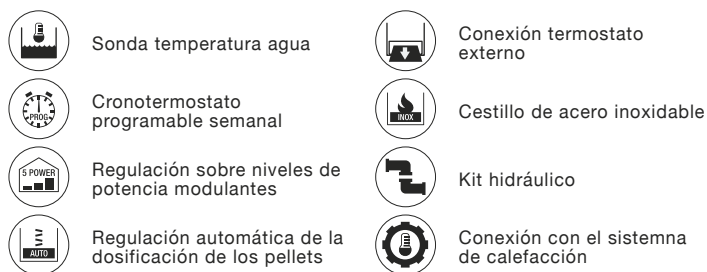 Sonda temperatura agua
PROG.
Cronotermostato
programable semanal
5 POWER
Regulación sobre niveles de
potencia modulantes
AUTO
Regulación automática de la
dosificación de los pellets
Conexión termostato
externo
INOX
Cestillo de acero inoxidable
Kit hidráulico
Conexión con el sistemna
de calefacción